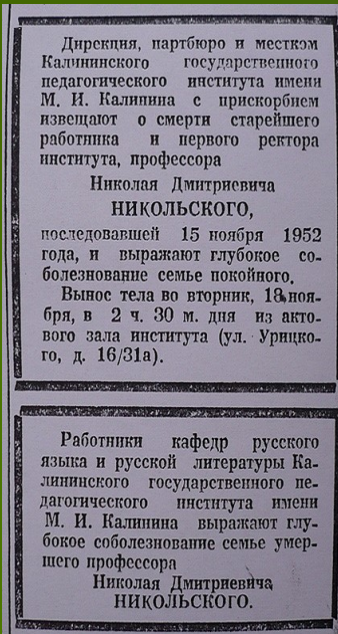 Дирекция, партбюро и местком
Калининского государственного
педагогического института имени
М. И. Калинина с прискорбием
извещают о смерти старейшего
работника и первого ректора
института, профессора
Николая Дмитриевича
НИКОЛЬСКОГО,
последовавшей 15 ноября 1952
года, и выражают глубокое со-
болезнование семье покойного.
Вынос тела во вторник, 18 ноя-
бря, в 2 ч. 30 м. дня из акто-
вого зала института (ул. Урицко-
го, д. 16/31а).
Работники кафедр русского
языка и русской литературы Ка-
лининского государственного пе-
дагогического института имени
М. И. Калинина выражают глу-
бокое соболезнование семье умер-
шего профессора
Николая Дмитриевича
НИКОЛЬСКОГО.